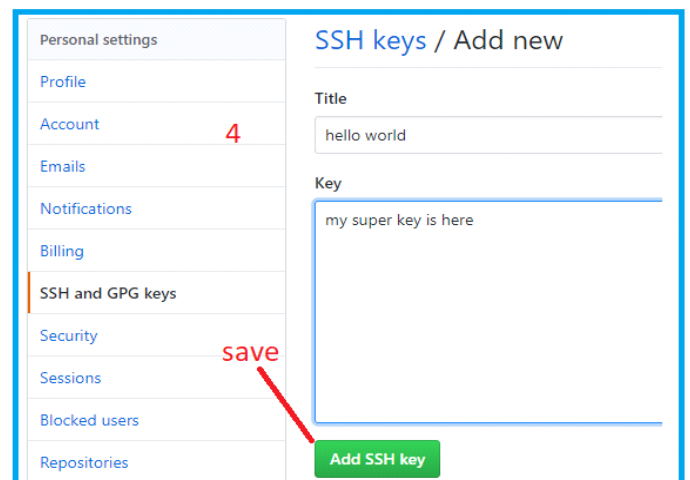 Personal settings
Profile
Account
Emails
Notifications
Billing
SSH and GPG keys
Security
Sessions
Blocked users
Repositories
4
save
SSH keys / Add new
Title
hello world
Key
my super key is here
Add SSH key